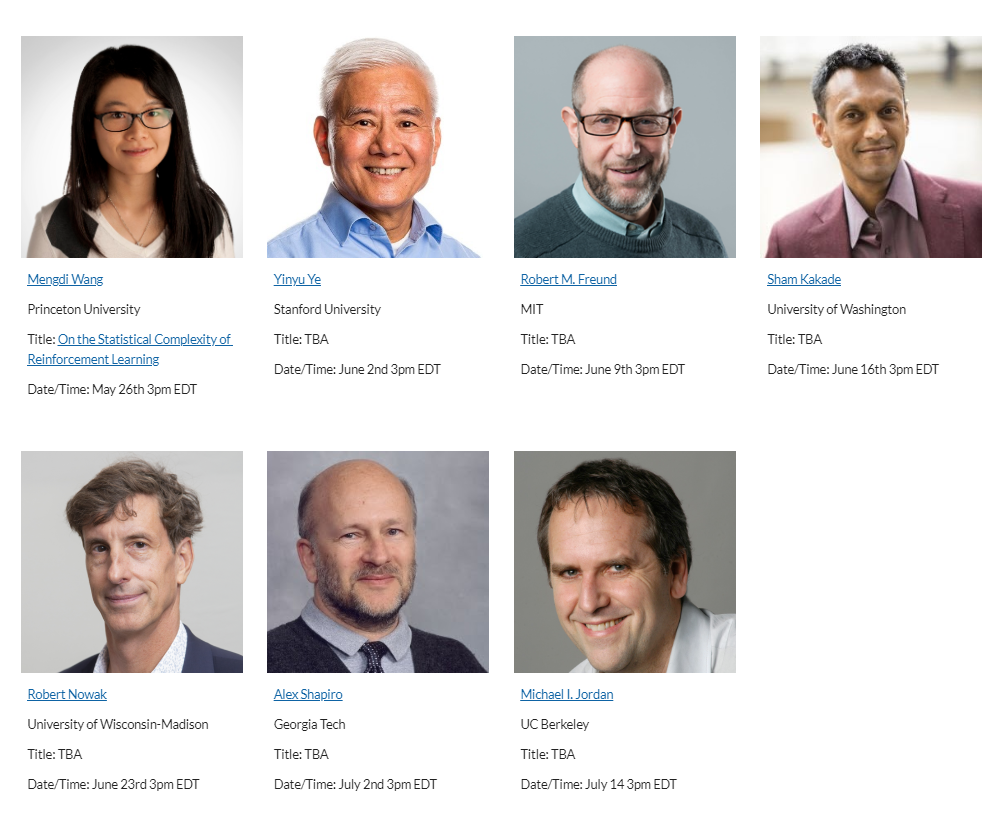 Mengdi Wang
Princeton University
Title: On the Statistical Complexity of
Reinforcement Learning
Date/Time: May 26th 3pm EDT
Yinyu Ye
Stanford University
Title: TBA
Date/Time: June 2nd 3pm EDT
Robert M. Freund
MIT
Title: TBA
Date/Time: June 9th 3pm EDT
Sham Kakade
University of Washington
Title: TBA
Date/Time: June 16th 3pm EDT
Robert Nowak
University of Wisconsin-Madison
Title: TBA
Date/Time: June 23rd 3pm EDT
Alex Shapiro
Georgia Tech
Title: TBA
Date/Time: July 2nd 3pm EDT
Michael I. Jordan
UC Berkeley
Title: TBA
Date/Time: July 14 3pm EDT